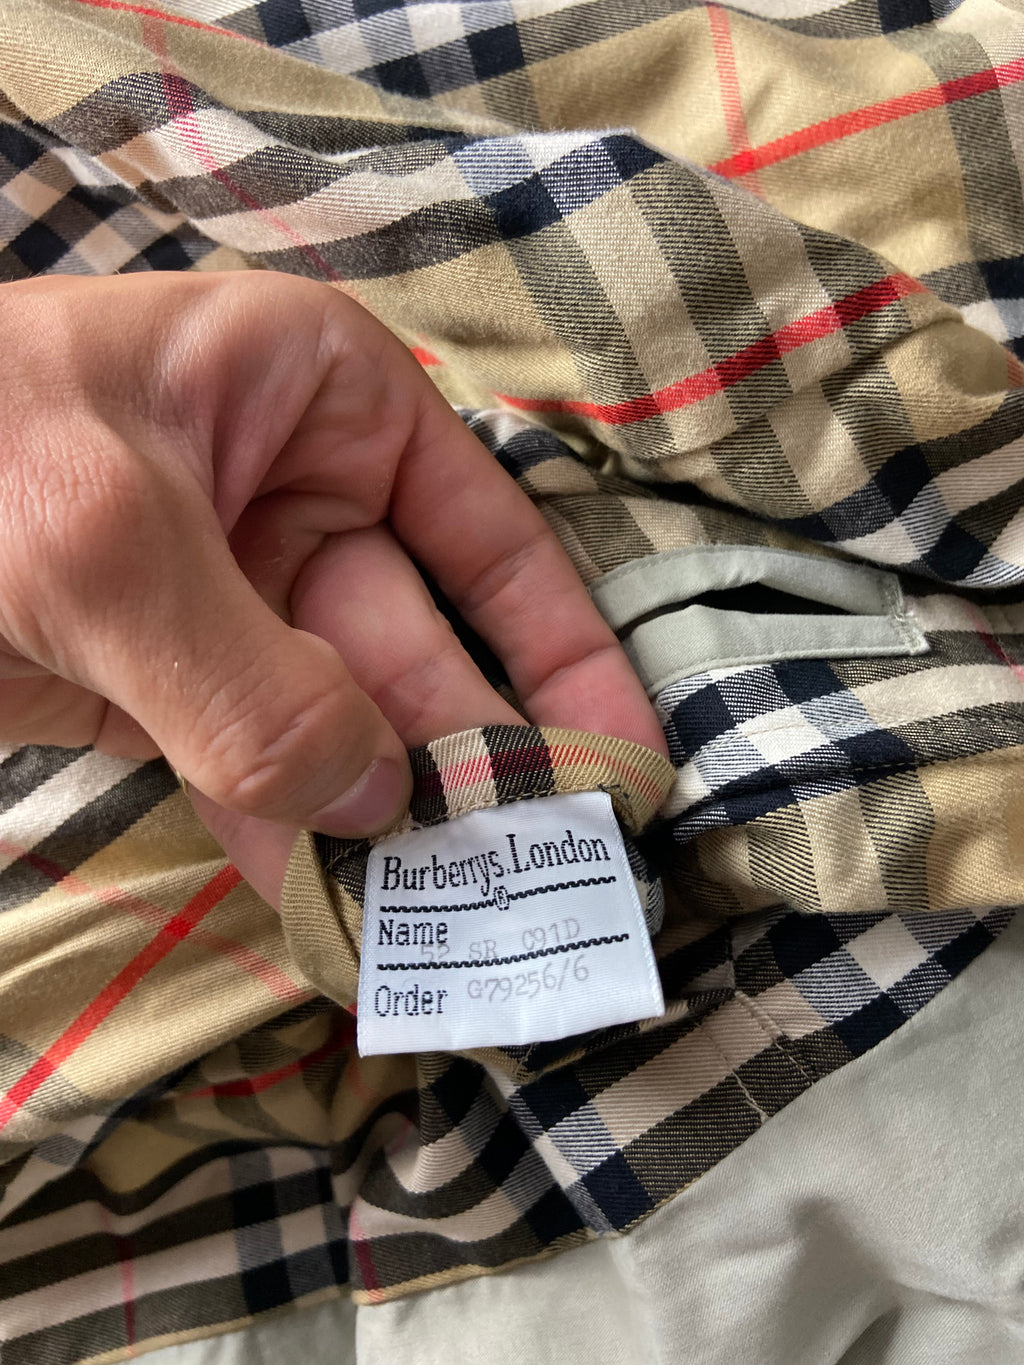 Burberrys. London
®
Name
52 SR C91D
Order G79256/6